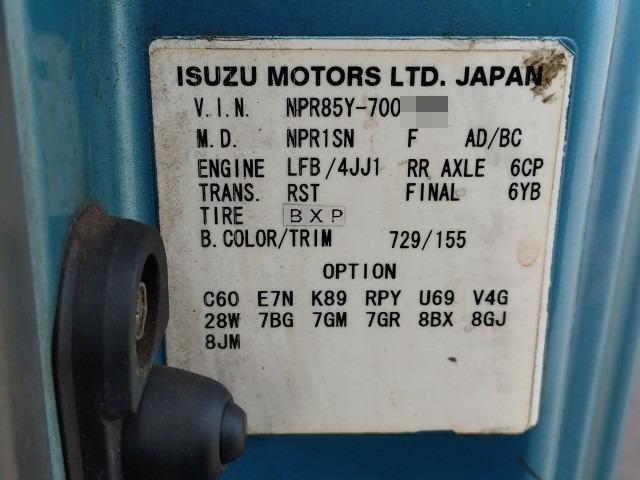 ISUZU MOTORS LTD. JAPAN
V.I.N. NPR85Y-700
M.D. NPR1SN F AD/BC
ENGINE LFB/4JJ1 RR AXLE 6CP
TRANS. RST FINAL 6YB
TIRE BXP
B.COLOR/TRIM 729/155
OPTION
C60 E7N K89 RPY U69 V4G
28W 7BG 7GM 7GR 8BX 8GJ
8JM